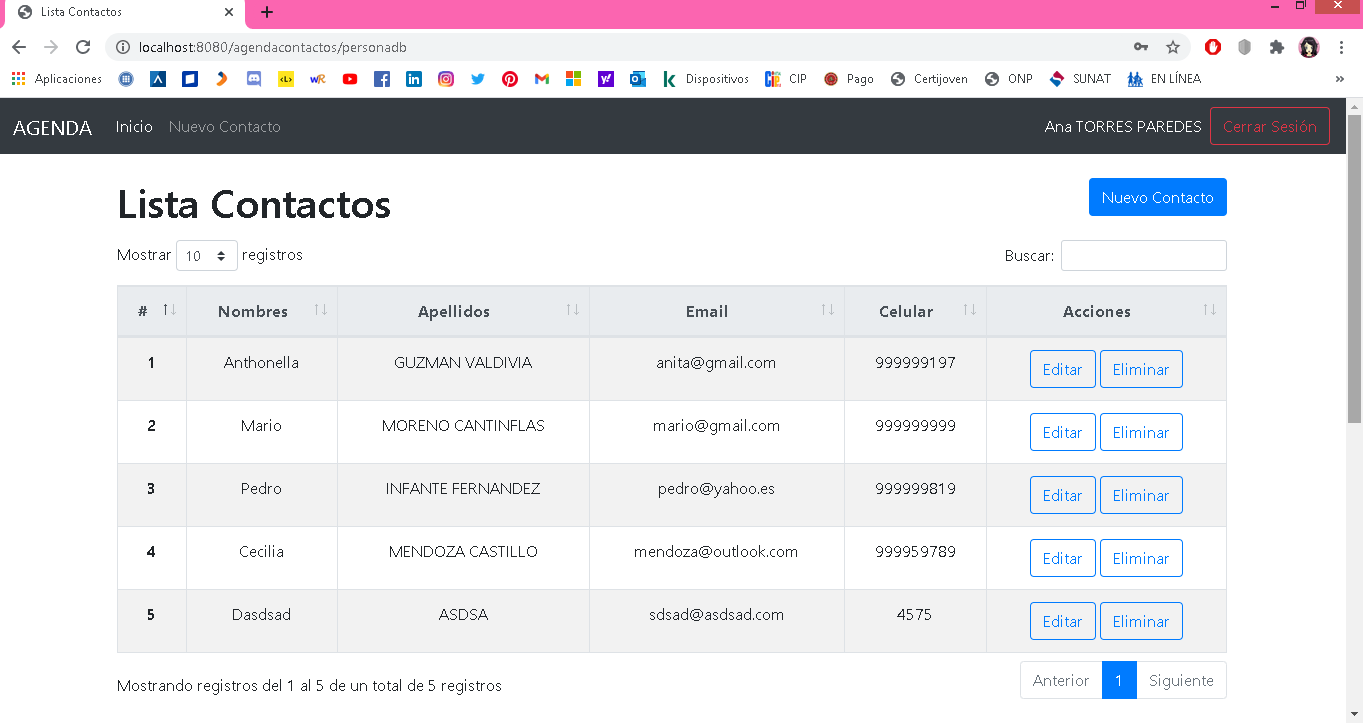 Lista Contactos
localhost:8080/agendacontactos/personadb
Aplicaciones Dispositivos CIP Pago Certijoven ONP SUNAT EN LÍNEA »
AGENDA Inicio Nuevo Contacto Ana TORRES PAREDES Cerrar Sesión
Lista Contactos Nuevo Contacto
Mostrar 10 registros Buscar:
# Nombres Apellidos Email Celular Acciones
1 Anthonella GUZMAN VALDIVIA anita@gmail.com 999999197 Editar Eliminar
2 Mario MORENO CANTINFLAS mario@gmail.com 999999999 Editar Eliminar
3 Pedro INFANTE FERNANDEZ pedro@yahoo.es 999999819 Editar Eliminar
4 Cecilia MENDOZA CASTILLO mendoza@outlook.com 999959789 Editar Eliminar
5 Dasdsad ASDSA sdsad@asdsad.com 4575 Editar Eliminar
Mostrando registros del 1 al 5 de un total de 5 registros Anterior 1 Siguiente